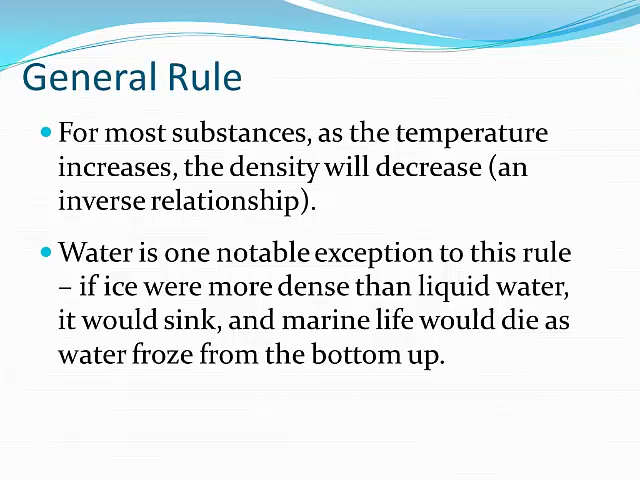 General Rule
For most substances, as the temperature
increases, the density will decrease (an
inverse relationship).
Water is one notable exception to this rule
– if ice were more dense than liquid water,
it would sink, and marine life would die as
water froze from the bottom up.